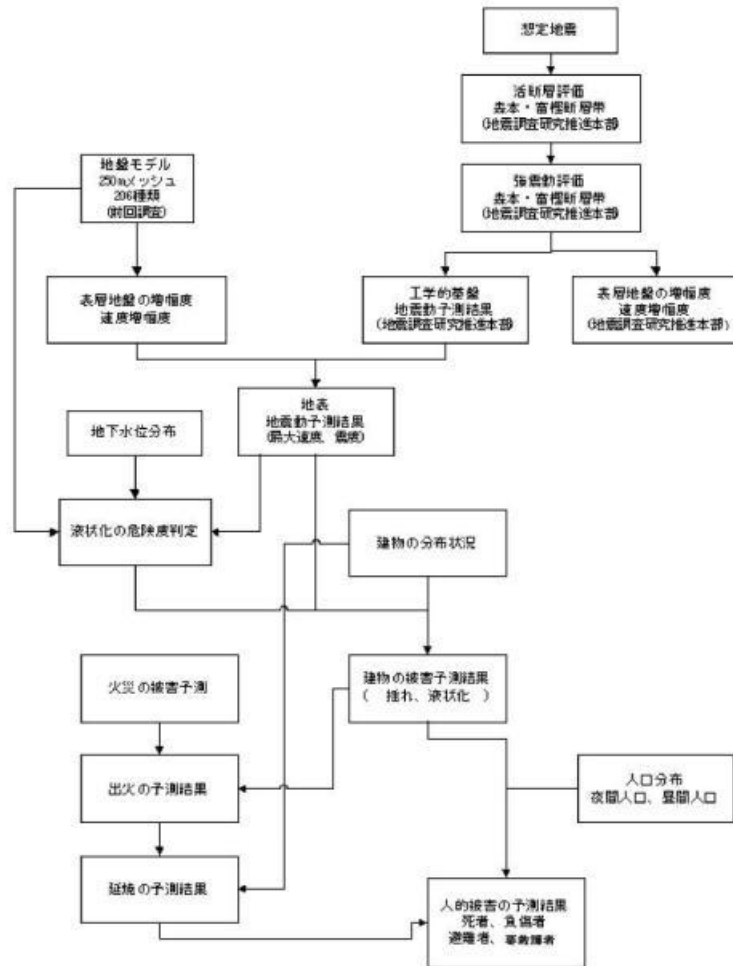 想定地震
活断層評価
森本・富樫断層帯
(地震調査研究推進本部)
地盤モデル
250mメッシュ
206種類
(前回調査)
強震動評価
森本・富樫断層帯
(地震調査研究推進本部)
表層地盤の増幅度
速度増幅度
工学的基盤
地震動予測結果
(地震調査研究推進本部)
表層地盤の増幅度
速度増幅度
(地震調査研究推進本部)
地表
地震動予測結果
(最大速度、震度)
地下水位分布
液状化の危険度判定
建物の分布状況
火災の被害予測
建物の被害予測結果
( 揺れ、液状化 )
出火の予測結果
人口分布
夜間人口、昼間人口
延焼の予測結果
人的被害の予測結果
死者、負傷者
避難者、要救護者